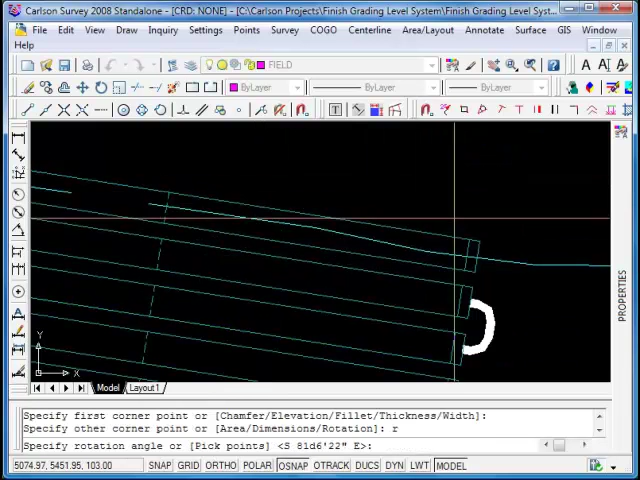 Carlson Survey 2008 Standalone - [CRD: NONE] - [C:\Carlson Projects\Finish Grading Level System\Finish Grading Level Syst...
File Edit View Draw Inquiry Settings Points Survey COGO Centerline Area/Layout Annotate Surface GIS Window
Help
FIELD
ByLayer ByLayer ByLayer
PROPERTIES
Y
X
Model Layout1
Specify first corner point or [Chamfer/Elevation/Fillet/Thickness/Width]:
Specify other corner point or [Area/Dimensions/Rotation]: r
Specify rotation angle or [Pick points] <S 81d6'22" E>:
5074.97, 5451.95, 103.00 SNAP GRID ORTHO POLAR OSNAP OTRACK DUCS DYN LWT MODEL